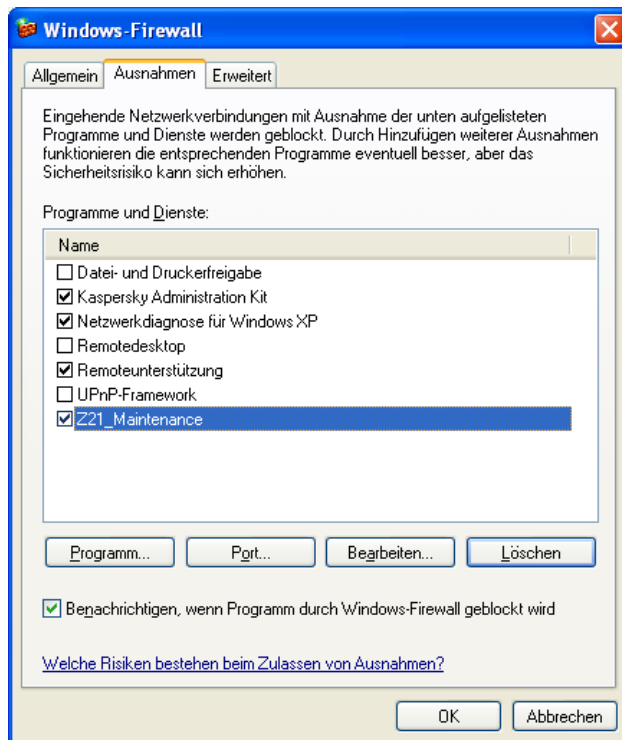 Windows-Firewall
Allgemein Ausnahmen Erweitert
Eingehende Netzwerkverbindungen mit Ausnahme der unten aufgelisteten
Programme und Dienste werden geblockt. Durch Hinzufügen weiterer Ausnahmen
funktionieren die entsprechenden Programme eventuell besser, aber das
Sicherheitsrisiko kann sich erhöhen.
Programme und Dienste:
Name
Datei- und Druckerfreigabe
Kaspersky Administration Kit
Netzwerkdiagnose für Windows XP
Remotedesktop
Remoteunterstützung
UPnP-Framework
Z21_Maintenance
Programm... Port... Bearbeiten... Löschen
Benachrichtigen, wenn Programm durch Windows-Firewall geblockt wird
Welche Risiken bestehen beim Zulassen von Ausnahmen?
OK Abbrechen